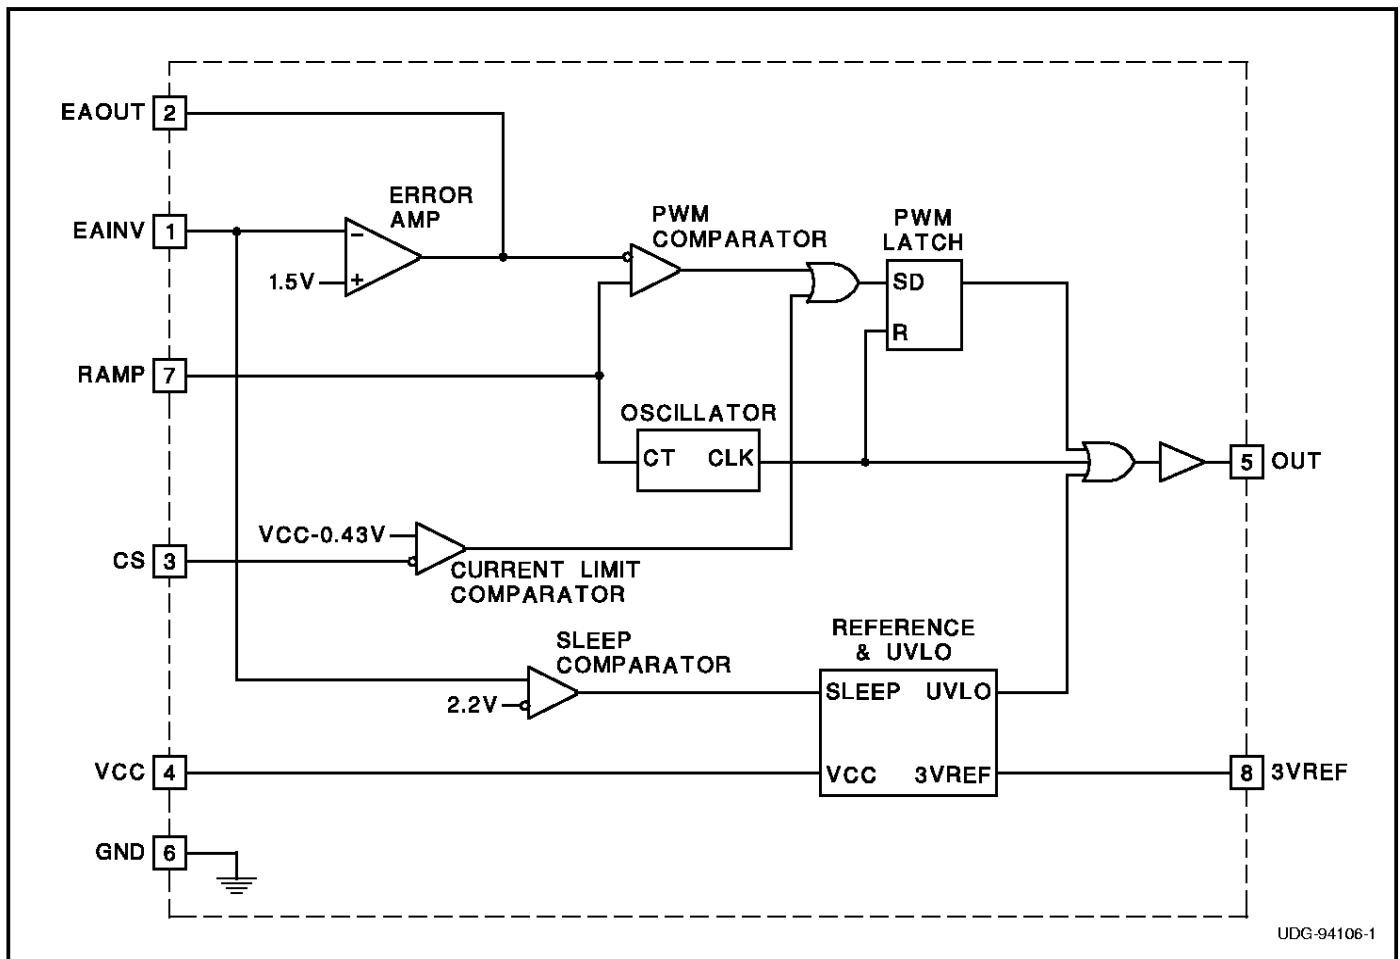 EAOUT 2
ERROR
AMP
EAINV 1
−
1.5V
+
PWM
COMPARATOR
PWM
LATCH
SD
R
RAMP 7
OSCILLATOR
CT CLK
5 OUT
VCC-0.43V
CS 3
CURRENT LIMIT
COMPARATOR
SLEEP
COMPARATOR
2.2V
REFERENCE
& UVLO
SLEEP UVLO
VCC 4
VCC 3VREF
8 3VREF
GND 6
UDG-94106-1